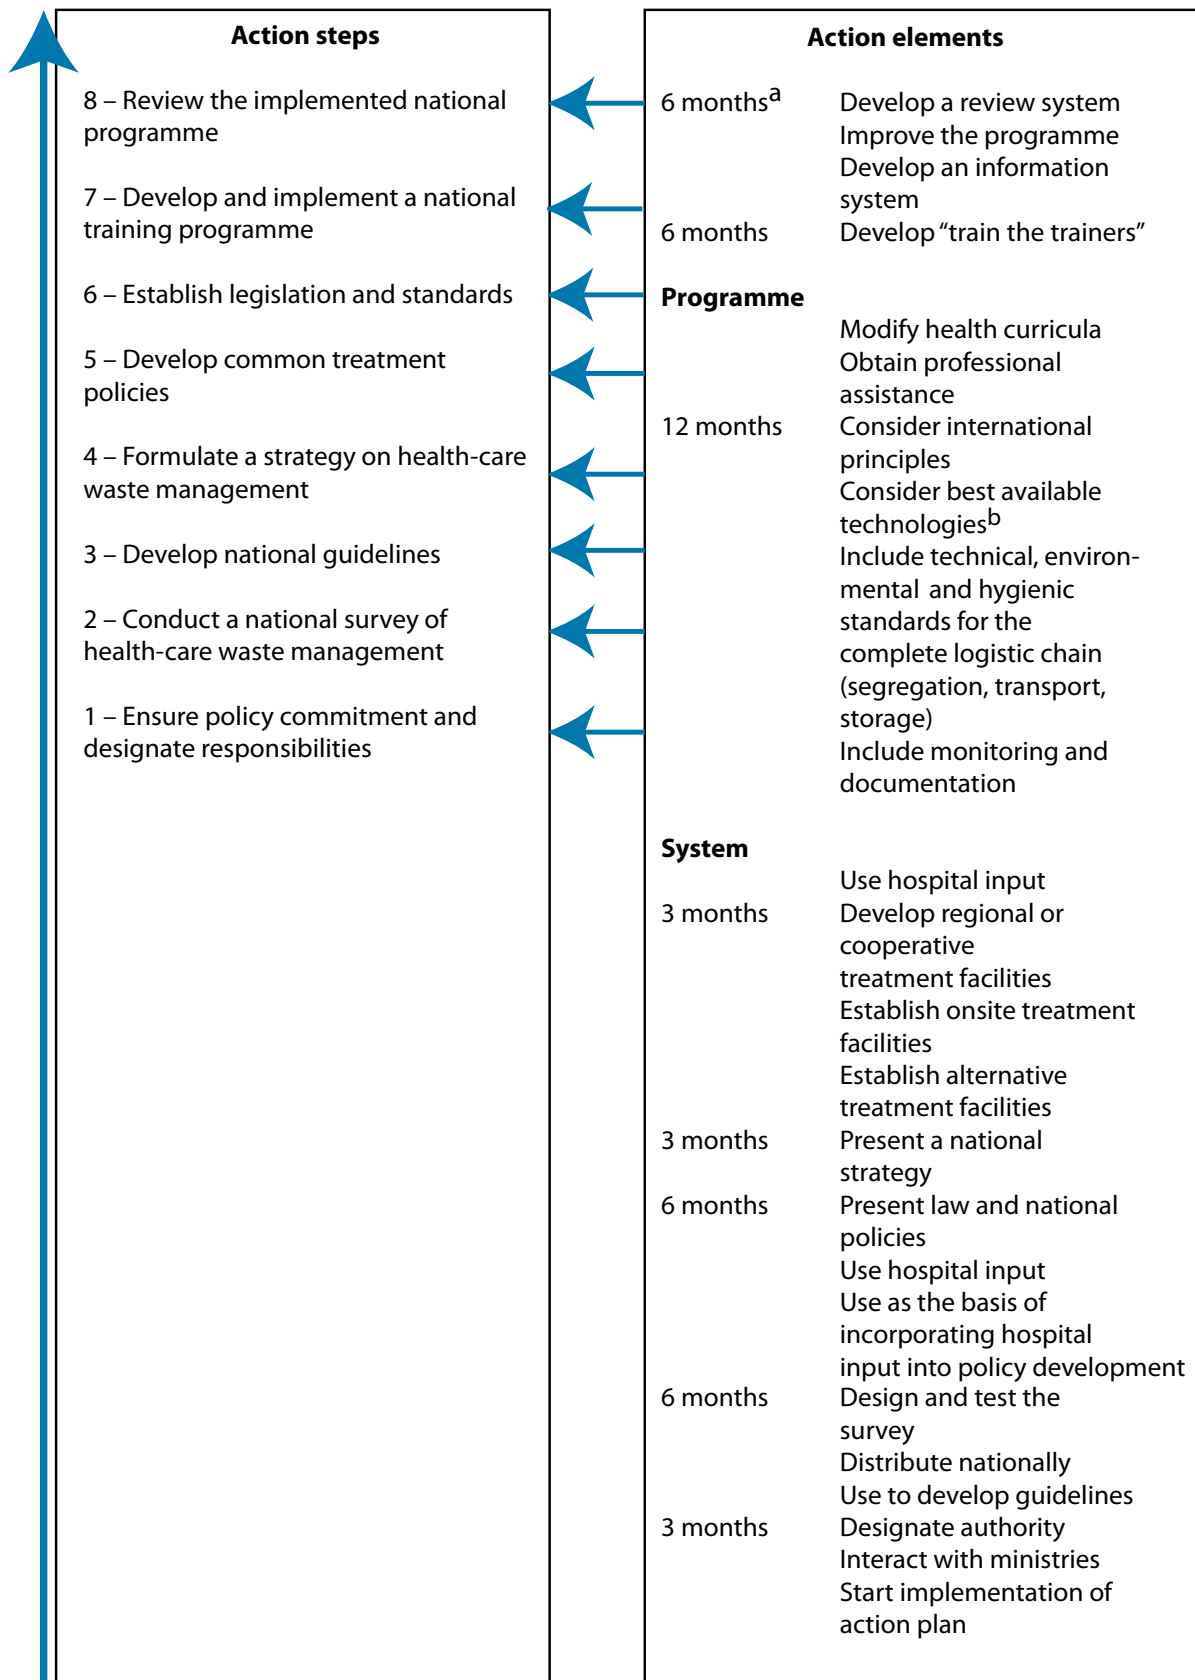 Action steps
8 – Review the implemented national
programme
7 – Develop and implement a national
training programme
6 – Establish legislation and standards
5 – Develop common treatment
policies
4 – Formulate a strategy on health-care
waste management
3 – Develop national guidelines
2 – Conduct a national survey of
health-care waste management
1 – Ensure policy commitment and
designate responsibilities
Action elements
6 monthsa Develop a review system
Improve the programme
Develop an information
system
6 months Develop “train the trainers”
Programme
Modify health curricula
Obtain professional
assistance
12 months Consider international
principles
Consider best available
technologiesb
Include technical, environ-
mental and hygienic
standards for the
complete logistic chain
(segregation, transport,
storage)
Include monitoring and
documentation
System
Use hospital input
3 months Develop regional or
cooperative
treatment facilities
Establish onsite treatment
facilities
Establish alternative
treatment facilities
3 months Present a national
strategy
6 months Present law and national
policies
Use hospital input
Use as the basis of
incorporating hospital
input into policy development
6 months Design and test the
survey
Distribute nationally
Use to develop guidelines
3 months Designate authority
Interact with ministries
Start implementation of
action plan